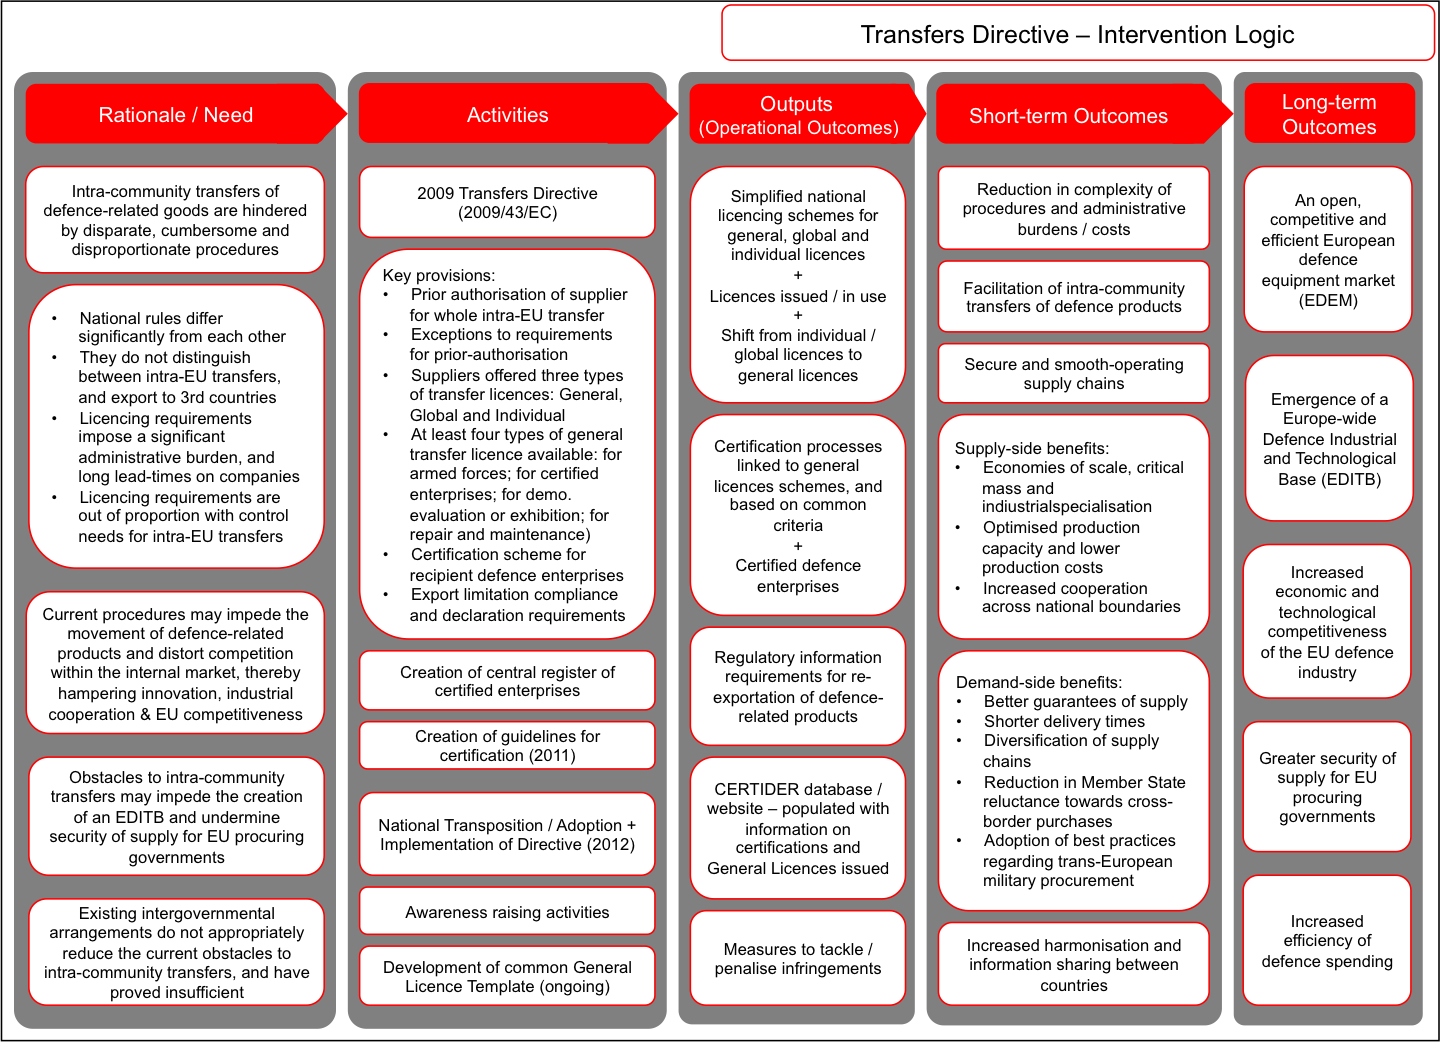 Transfers Directive – Intervention Logic
Rationale / Need
Intra-community transfers of
defence-related goods are hindered
by disparate, cumbersome and
disproportionate procedures
• National rules differ
significantly from each other
• They do not distinguish
between intra-EU transfers,
and export to 3rd countries
• Licencing requirements
impose a significant
administrative burden, and
long lead-times on companies
• Licencing requirements are
out of proportion with control
needs for intra-EU transfers
Current procedures may impede the
movement of defence-related
products and distort competition
within the internal market, thereby
hampering innovation, industrial
cooperation & EU competitiveness
Obstacles to intra-community
transfers may impede the creation
of an EDITB and undermine
security of supply for EU procuring
governments
Existing intergovernmental
arrangements do not appropriately
reduce the current obstacles to
intra-community transfers, and have
proved insufficient
Activities
2009 Transfers Directive
(2009/43/EC)
Key provisions:
• Prior authorisation of supplier
for whole intra-EU transfer
• Exceptions to requirements
for prior-authorisation
• Suppliers offered three types
of transfer licences: General,
Global and Individual
• At least four types of general
transfer licence available: for
armed forces; for certified
enterprises; for demo.
evaluation or exhibition; for
repair and maintenance)
• Certification scheme for
recipient defence enterprises
• Export limitation compliance
and declaration requirements
Creation of central register of
certified enterprises
Creation of guidelines for
certification (2011)
National Transposition / Adoption +
Implementation of Directive (2012)
Awareness raising activities
Development of common General
Licence Template (ongoing)
Outputs
(Operational Outcomes)
Simplified national
licencing schemes for
general, global and
individual licences
+
Licences issued / in use
+
Shift from individual /
global licences to
general licences
Certification processes
linked to general
licences schemes, and
based on common
criteria
+
Certified defence
enterprises
Regulatory information
requirements for re-
exportation of defence-
related products
CERTIDER database /
website – populated with
information on
certifications and
General Licences issued
Measures to tackle /
penalise infringements
Short-term Outcomes
Reduction in complexity of
procedures and administrative
burdens / costs
Facilitation of intra-community
transfers of defence products
Secure and smooth-operating
supply chains
Supply-side benefits:
• Economies of scale, critical
mass and
indiustrialspecialisation
• Optimised production
capacity and lower
production costs
• Increased cooperation
across national boundaries
Demand-side benefits:
• Better guarantees of supply
• Shorter delivery times
• Diversification of supply
chains
• Reduction in Member State
reluctance towards cross-
border purchases
• Adoption of best practices
regarding trans-European
military procurement
Increased harmonisation and
information sharing between
countries
Long-term
Outcomes
An open,
competitive and
efficient European
defence
equipment market
(EDEM)
Emergence of a
Europe-wide
Defence Industrial
and Technological
Base (EDITB)
Increased
economic and
technological
competitiveness
of the EU defence
industry
Greater security of
supply for EU
procuring
governments
Increased
efficiency of
defence spending